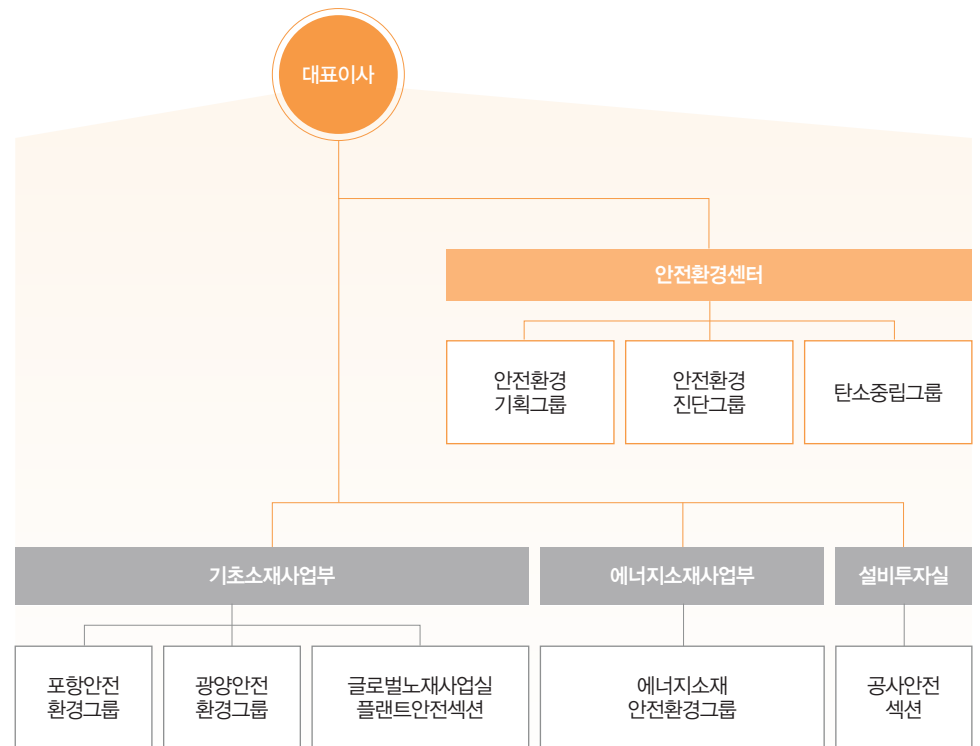 대표이사
안전환경센터
안전환경
기획그룹
안전환경
진단그룹
탄소중립그룹
기초소재사업부
에너지소재사업부
설비투자실
포항안전
환경그룹
광양안전
환경그룹
글로벌노재사업실
플랜트안전섹션
에너지소재
안전환경그룹
공사안전
섹션